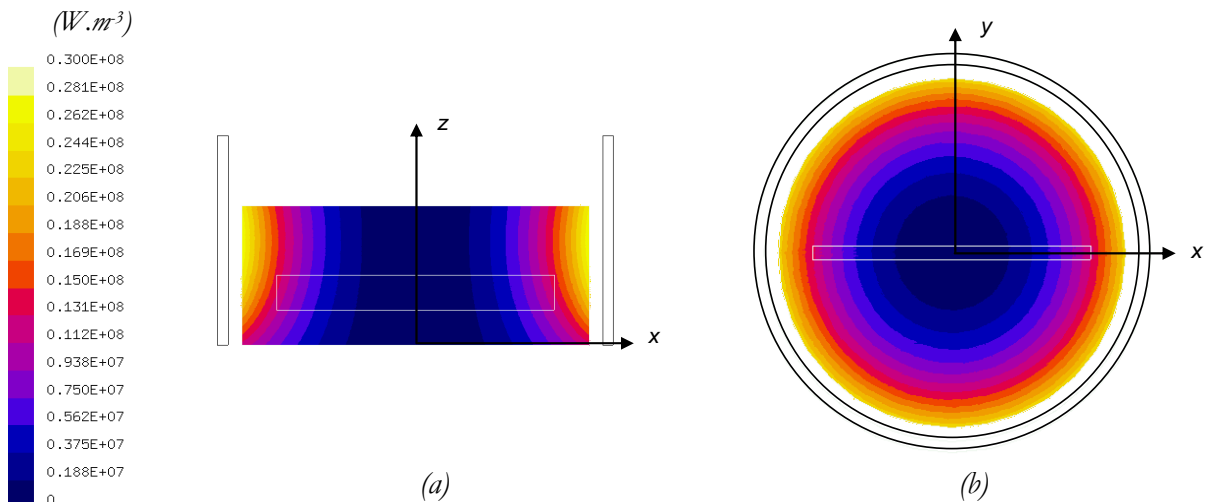 (W.m⁻³)
0.300E+08
0.281E+08
0.262E+08
0.244E+08
0.225E+08
0.206E+08
0.188E+08
0.169E+08
0.150E+08
0.131E+08
0.112E+08
0.938E+07
0.750E+07
0.562E+07
0.375E+07
0.188E+07
0
z
x
(a)
y
x
(b)